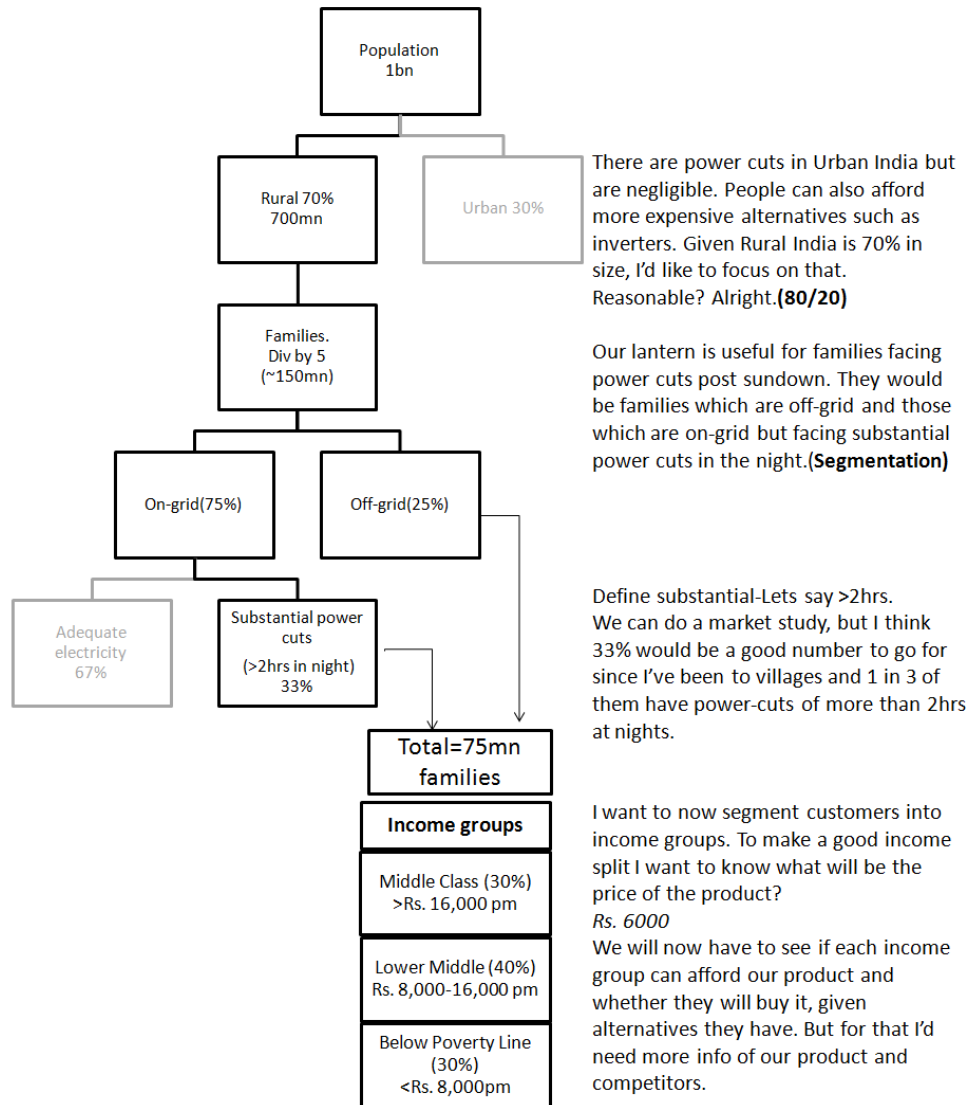 Population
1bn
Rural 70%
700mn
Urban 30%
There are power cuts in Urban India but
are negligible. People can also afford
more expensive alternatives such as
inverters. Given Rural India is 70% in
size, I'd like to focus on that.
Reasonable? Alright.(80/20)
Families.
Div by 5
(~150mn)
Our lantern is useful for families facing
power cuts post sundown. They would
be families which are off-grid and those
which are on-grid but facing substantial
power cuts in the night.(Segmentation)
On-grid(75%)
Off-grid(25%)
Adequate
electricity
67%
Substantial power
cuts
(>2hrs in night)
33%
Define substantial-Lets say >2hrs.
We can do a market study, but I think
33% would be a good number to go for
since I've been to villages and 1 in 3 of
them have power-cuts of more than 2hrs
at nights.
Total=75mn
families
Income groups
Middle Class (30%)
>Rs. 16,000 pm
Lower Middle (40%)
Rs. 8,000-16,000 pm
Below Poverty Line
(30%)
<Rs. 8,000pm
I want to now segment customers into
income groups. To make a good income
split I want to know what will be the
price of the product?
Rs. 6000
We will now have to see if each income
group can afford our product and
whether they will buy it, given
alternatives they have. But for that I'd
need more info of our product and
competitors.